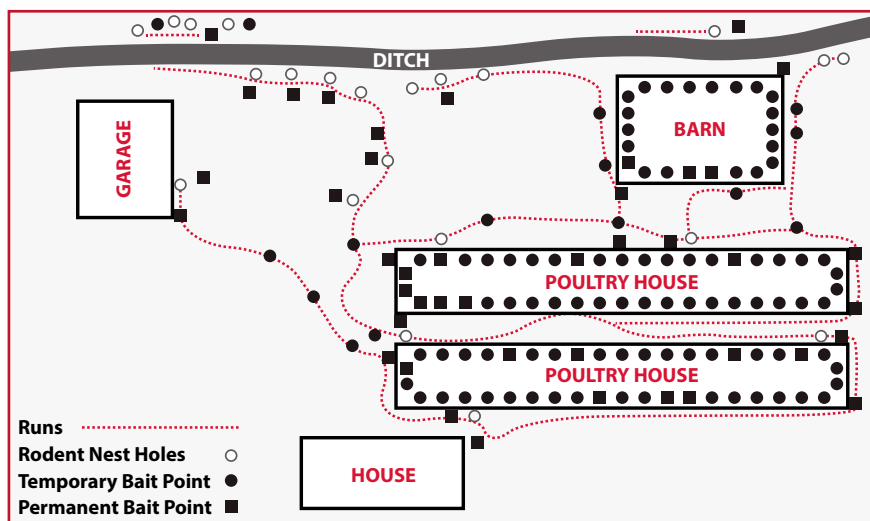 DITCH
BARN
GARAGE
POULTRY HOUSE
POULTRY HOUSE
HOUSE
Runs
Rodent Nest Holes
Temporary Bait Point
Permanent Bait Point